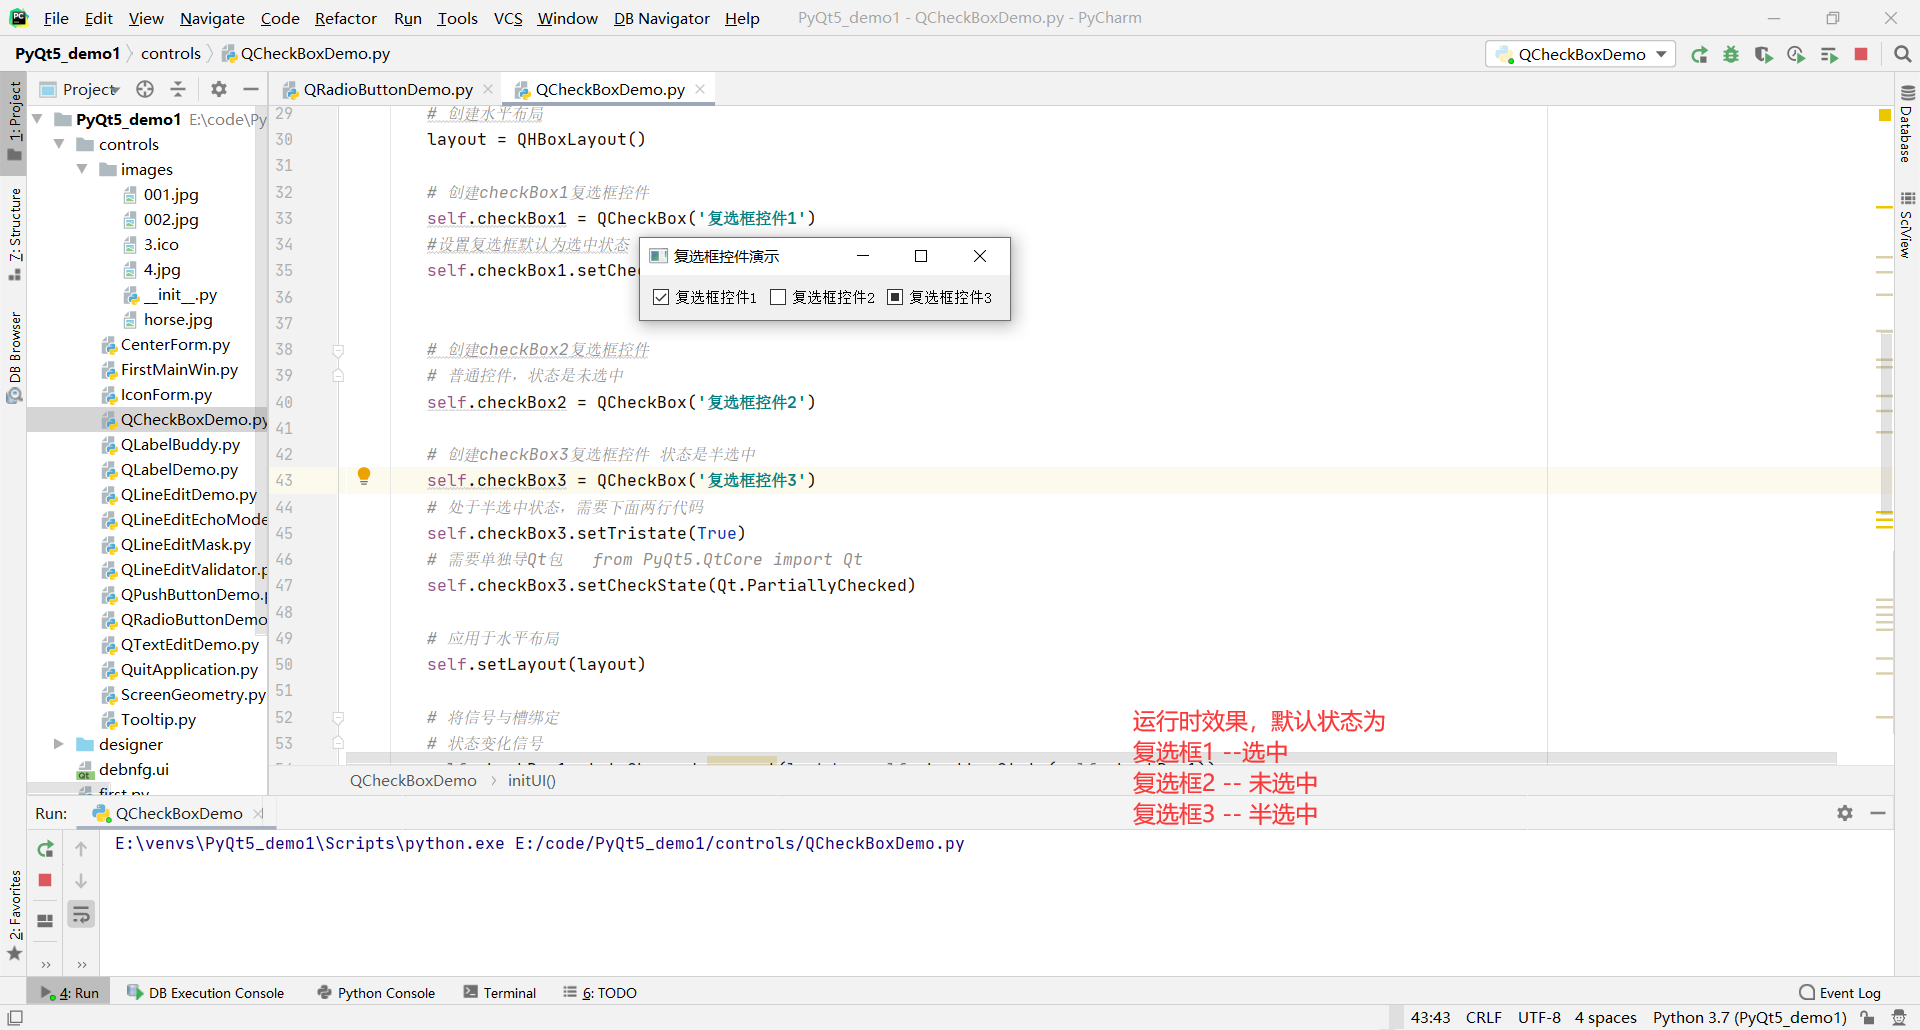 File Edit View Navigate Code Refactor Run Tools VCS Window DB Navigator Help PyQt5_demo1 - QCheckBoxDemo.py - PyCharm
PyQt5_demo1 controls QCheckBoxDemo.py QCheckBoxDemo
1: Project
7: Structure
DB Browser
2: Favorites
Project
PyQt5_demo1 E:\code\Py
controls
images
001.jpg
002.jpg
3.ico
4.jpg
__init__.py
horse.jpg
CenterForm.py
FirstMainWin.py
IconForm.py
QCheckBoxDemo.py
QLabelBuddy.py
QLabelDemo.py
QLineEditDemo.py
QLineEditEchoMode
QLineEditMask.py
QLineEditValidator.p
QPushButtonDemo.p
QRadioButtonDemo
QTextEditDemo.py
QuitApplication.py
ScreenGeometry.py
Tooltip.py
designer
debnfg.ui
first.py
QRadioButtonDemo.py QCheckBoxDemo.py
29 # 创建水平布局
30 layout = QHBoxLayout()
31
32 # 创建checkBox1复选框控件
33 self.checkBox1 = QCheckBox('复选框控件1')
34 #设置复选框默认为选中状态
35 self.checkBox1.setChe
36
37
38 # 创建checkBox2复选框控件
39 # 普通控件，状态是未选中
40 self.checkBox2 = QCheckBox('复选框控件2')
41
42 # 创建checkBox3复选框控件 状态是半选中
43 self.checkBox3 = QCheckBox('复选框控件3')
44 # 处于半选中状态，需要下面两行代码
45 self.checkBox3.setTristate(True)
46 # 需要单独导Qt包 from PyQt5.QtCore import Qt
47 self.checkBox3.setCheckState(Qt.PartiallyChecked)
48
49 # 应用于水平布局
50 self.setLayout(layout)
51
52 # 将信号与槽绑定
53 # 状态变化信号
复选框控件演示
复选框控件1 复选框控件2 复选框控件3
运行时效果，默认状态为
复选框1 --选中
复选框2 -- 未选中
复选框3 -- 半选中
QCheckBoxDemo initUI()
Database
SciView
Run: QCheckBoxDemo
E:\venvs\PyQt5_demo1\Scripts\python.exe E:/code/PyQt5_demo1/controls/QCheckBoxDemo.py
4: Run DB Execution Console Python Console Terminal 6: TODO Event Log
43:43 CRLF UTF-8 4 spaces Python 3.7 (PyQt5_demo1)